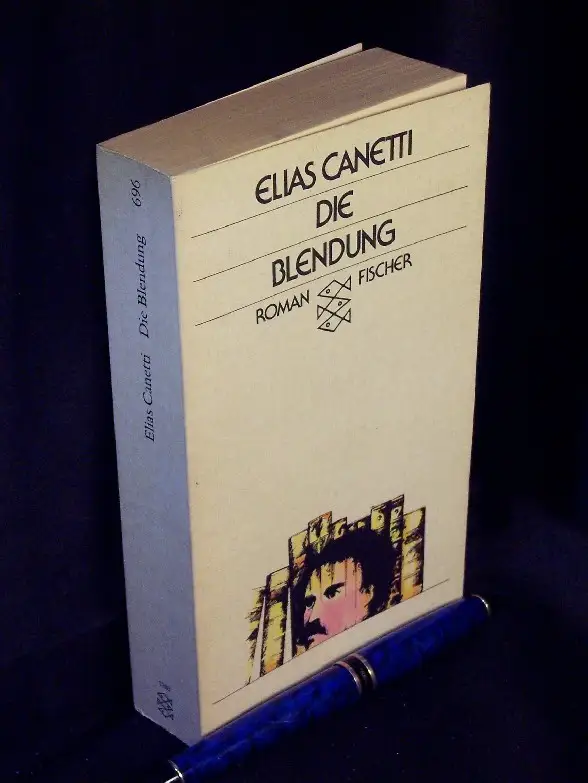 ELIAS CANETTI
DIE
BLENDUNG
ROMAN FISCHER
Elias Canetti Die Blendung 696